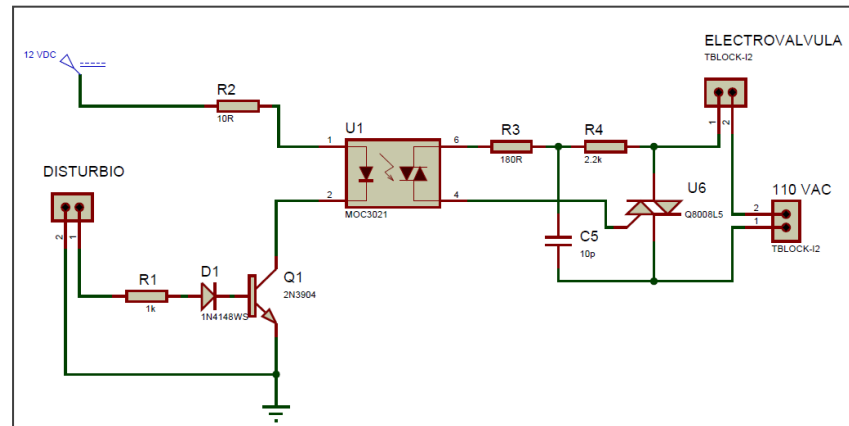 ELECTROVALVULA
TBLOCK-I2
1
2
12 VDC
R2
10R
U1
1
6
2
4
MOC3021
R3
180R
R4
2.2k
U6
Q8008L5
110 VAC
2
1
TBLOCK-I2
C5
10p
DISTURBIO
2
1
R1
1k
D1
1N4148WS
Q1
2N3904